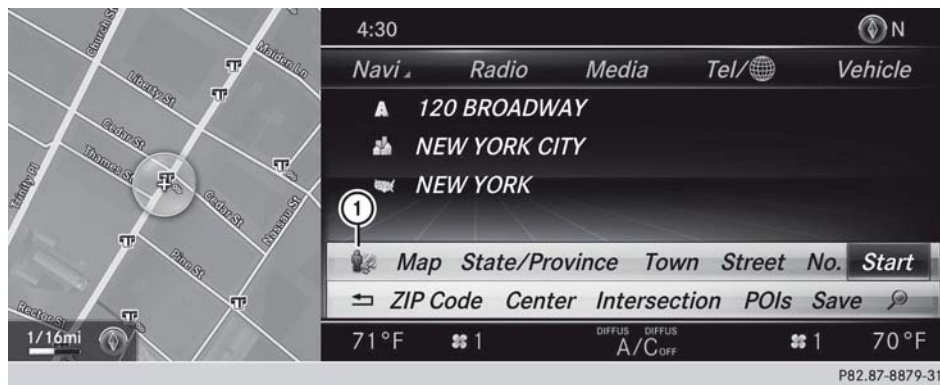 Church St
Maiden Ln
Liberty St
Cedar St
Thames St
Trinity Pl
Cedar St
Nassau St
Pine St
Rector St
1/16mi
4:30 N
Navi Radio Media Tel/ Vehicle
A 120 BROADWAY
NEW YORK CITY
NEW YORK
1
Map State/Province Town Street No. Start
ZIP Code Center Intersection POIs Save
71°F 1 DIFFUS DIFFUS 1 70°F
A/C OFF
P82.87-8879-31